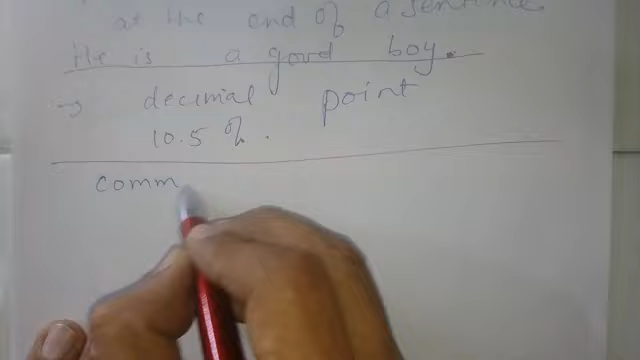 at the end of a sentence
He is a good boy.
→ decimal point
10.5 %.
comm